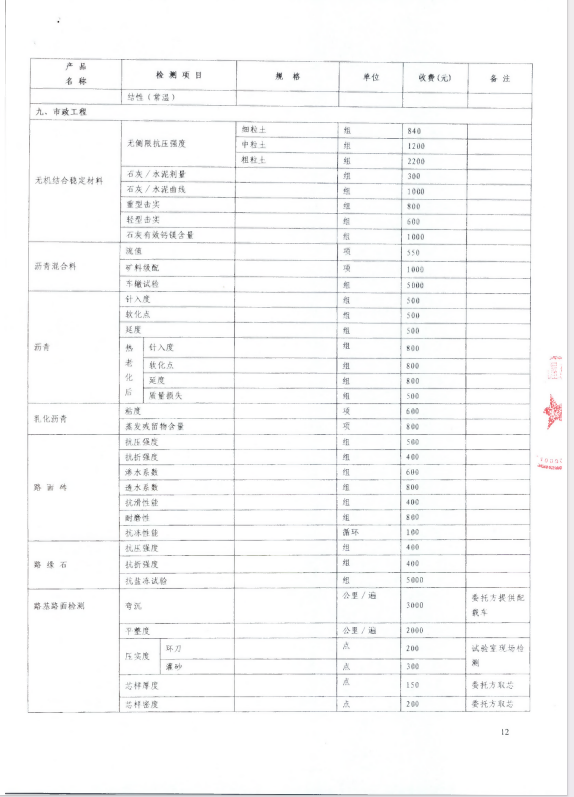 产品名称 检测项目 规格 单位 收费(元) 备注
结性(常温)
九、市政工程
无机结合稳定材料 无侧限抗压强度 细粒土 组 840
中粒土 组 1200
粗粒土 组 2200
石灰/水泥剂量 组 300
石灰/水泥曲线 组 1000
重型击实 组 800
轻型击实 组 600
石灰有效钙镁含量 组 1000
沥青混合料 流值 项 550
矿料级配 项 1000
车辙试验 组 5000
沥青 针入度 组 500
软化点 组 500
延度 组 500
热老化后 针入度 组 800
软化点 组 800
延度 组 800
质量损失 组 500
乳化沥青 粘度 项 600
蒸发残留物含量 项 800
路面砖 抗压强度 组 500
抗折强度 组 400
渗水系数 组 600
透水系数 组 800
抗滑性能 组 400
耐磨性 组 800
抗冻性能 循环 100
路缘石 抗压强度 组 400
抗折强度 组 400
抗盐冻试验 组 5000
路基路面检测 弯沉 公里/遍 3000 委托方提供配载车
平整度 公里/遍 2000
压实度 环刀 点 200 试验室现场检测
灌砂 点 300
芯样厚度 点 150 委托方取芯
芯样密度 点 200 委托方取芯
12